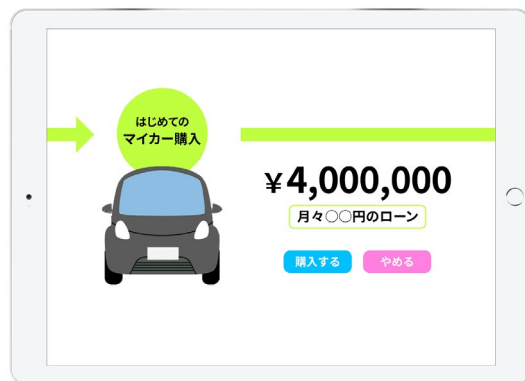 はじめての
マイカー購入
¥4,000,000
月々○○円のローン
購入する
やめる